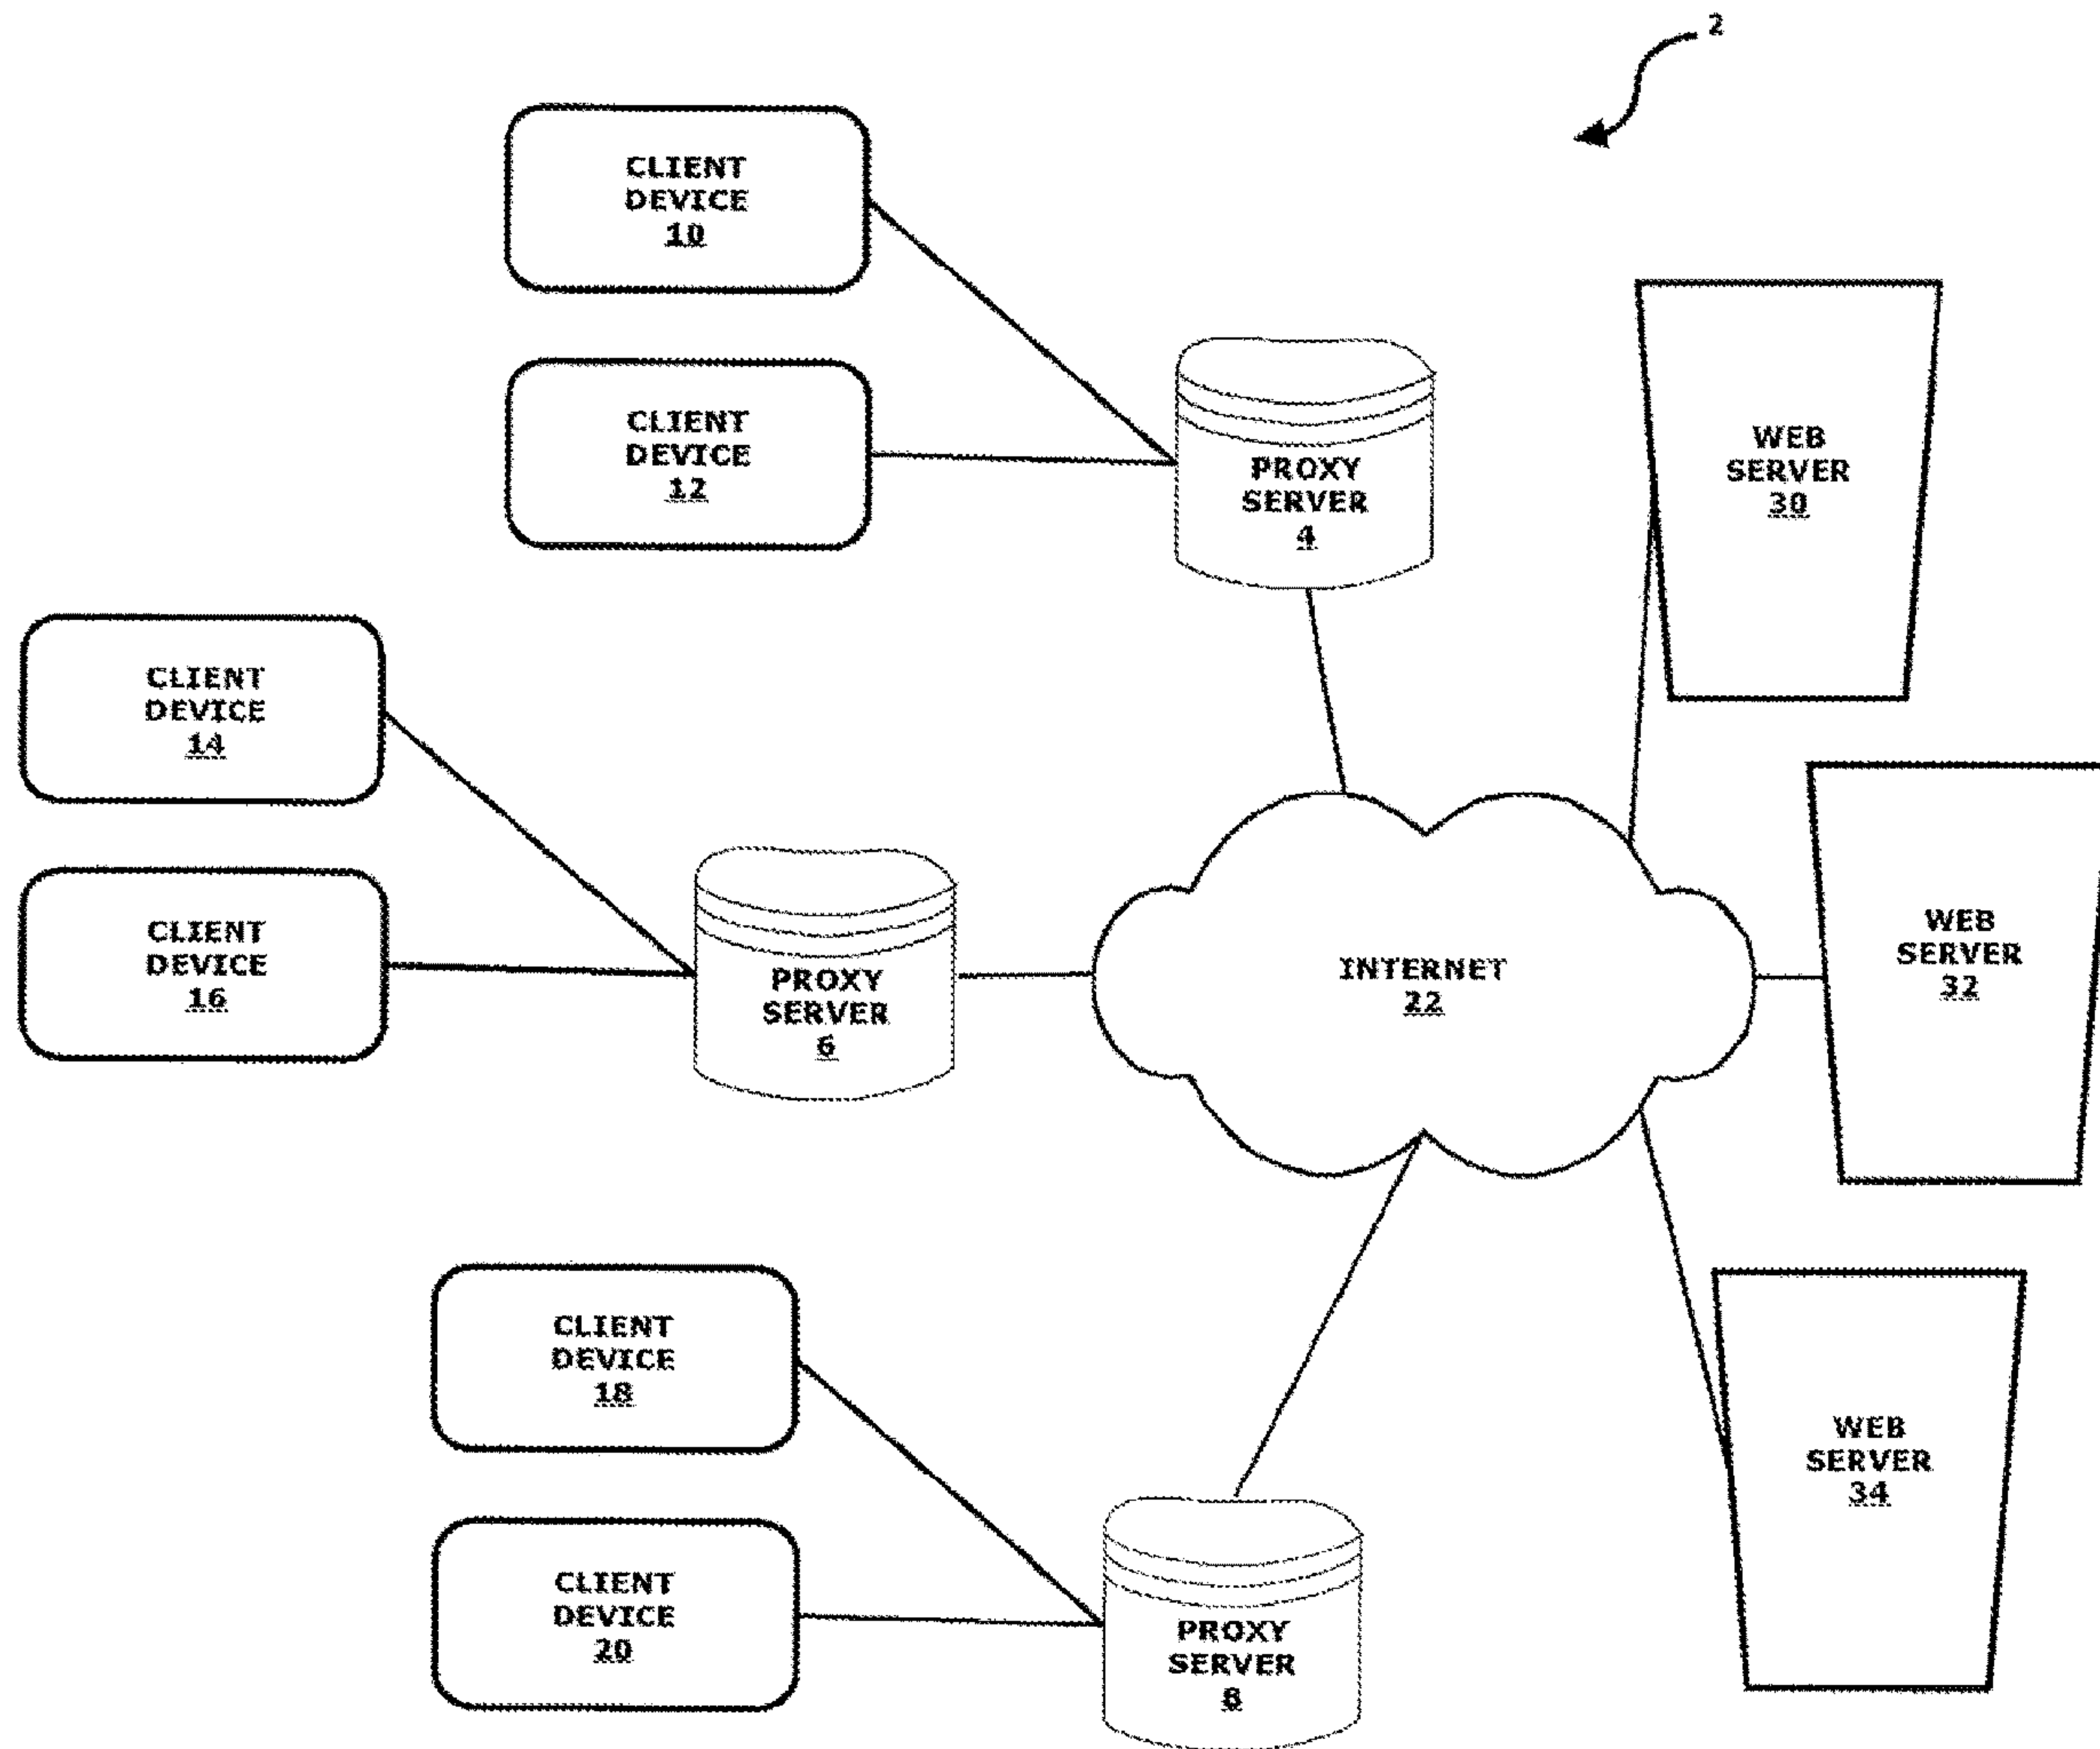 2
CLIENT
DEVICE
10
CLIENT
DEVICE
12
PROXY
SERVER
4
WEB
SERVER
30
CLIENT
DEVICE
14
CLIENT
DEVICE
16
PROXY
SERVER
6
INTERNET
22
WEB
SERVER
32
CLIENT
DEVICE
18
CLIENT
DEVICE
20
PROXY
SERVER
8
WEB
SERVER
34